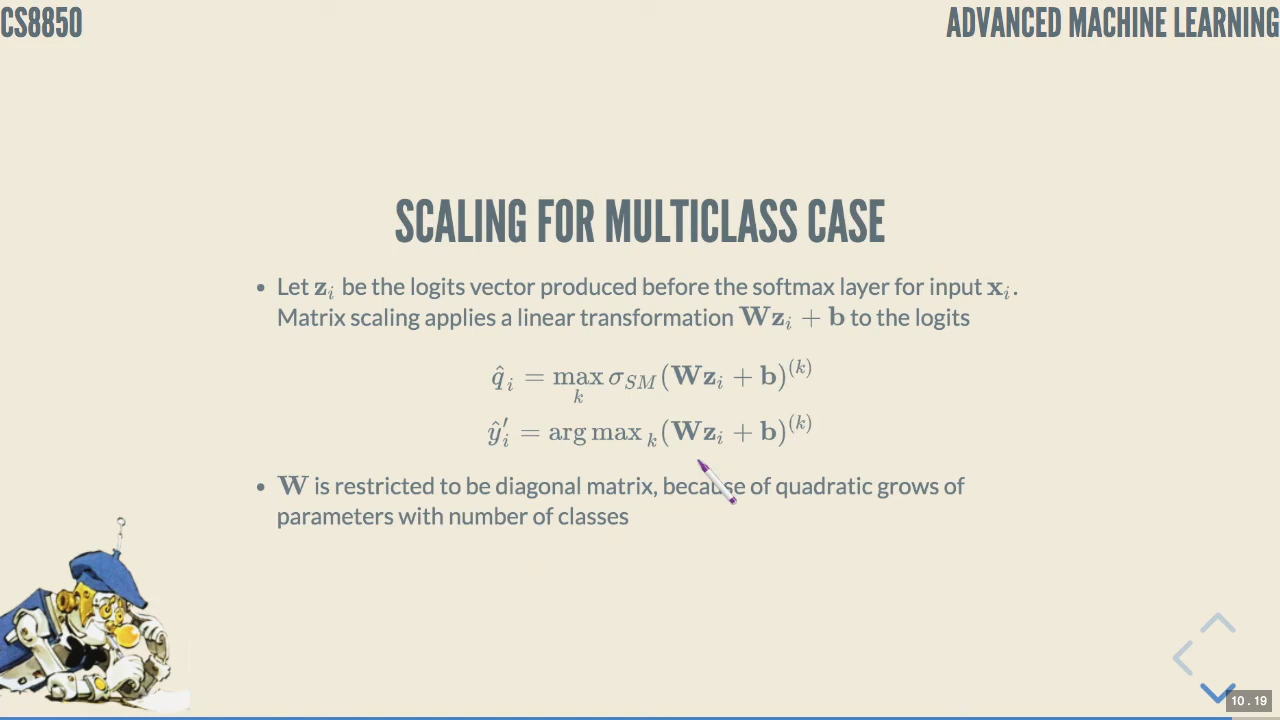 CS8850
ADVANCED MACHINE LEARNING
SCALING FOR MULTICLASS CASE
• Let 𝐳ᵢ be the logits vector produced before the softmax layer for input 𝐱ᵢ.
Matrix scaling applies a linear transformation 𝐖𝐳ᵢ + 𝐛 to the logits
q̂ᵢ = max_k σ_SM(𝐖𝐳ᵢ + 𝐛)^(k)
ŷ′ᵢ = arg max_k (𝐖𝐳ᵢ + 𝐛)^(k)
• 𝐖 is restricted to be diagonal matrix, because of quadratic grows of
parameters with number of classes
10.19